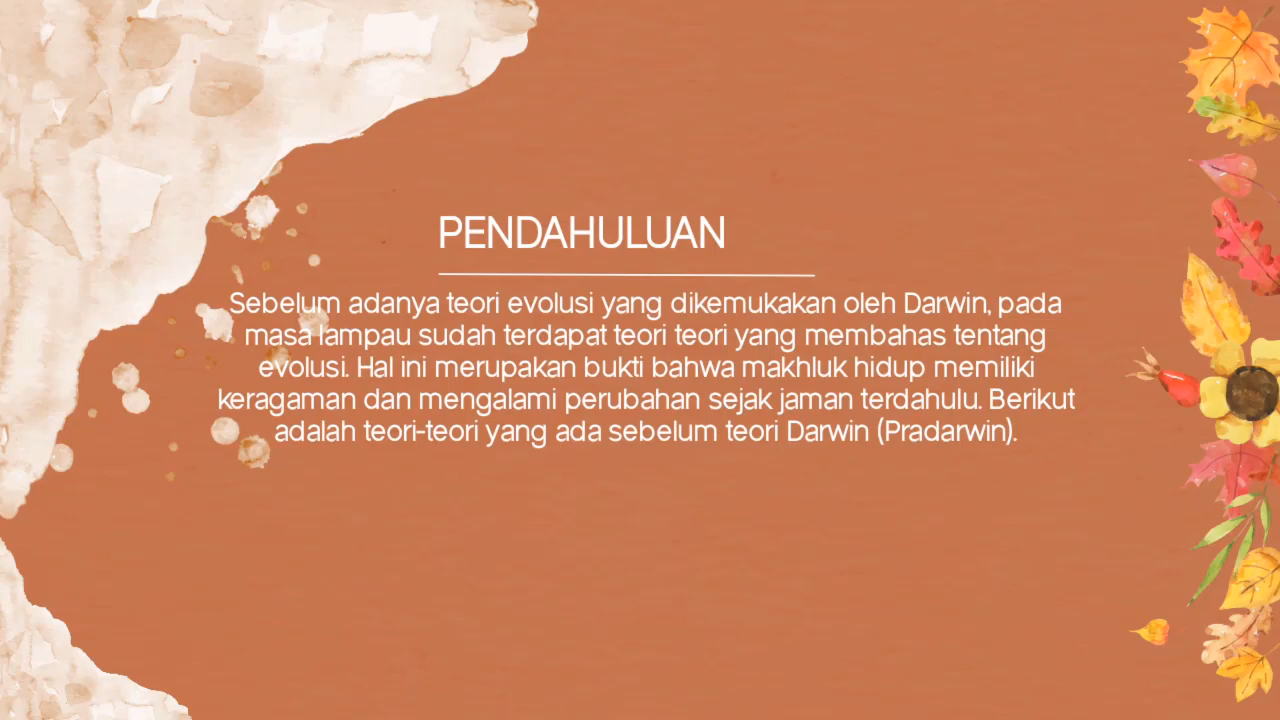 PENDAHULUAN
Sebelum adanya teori evolusi yang dikemukakan oleh Darwin, pada
masa lampau sudah terdapat teori teori yang membahas tentang
evolusi. Hal ini merupakan bukti bahwa makhluk hidup memiliki
keragaman dan mengalami perubahan sejak jaman terdahulu. Berikut
adalah teori-teori yang ada sebelum teori Darwin (Pradarwin).